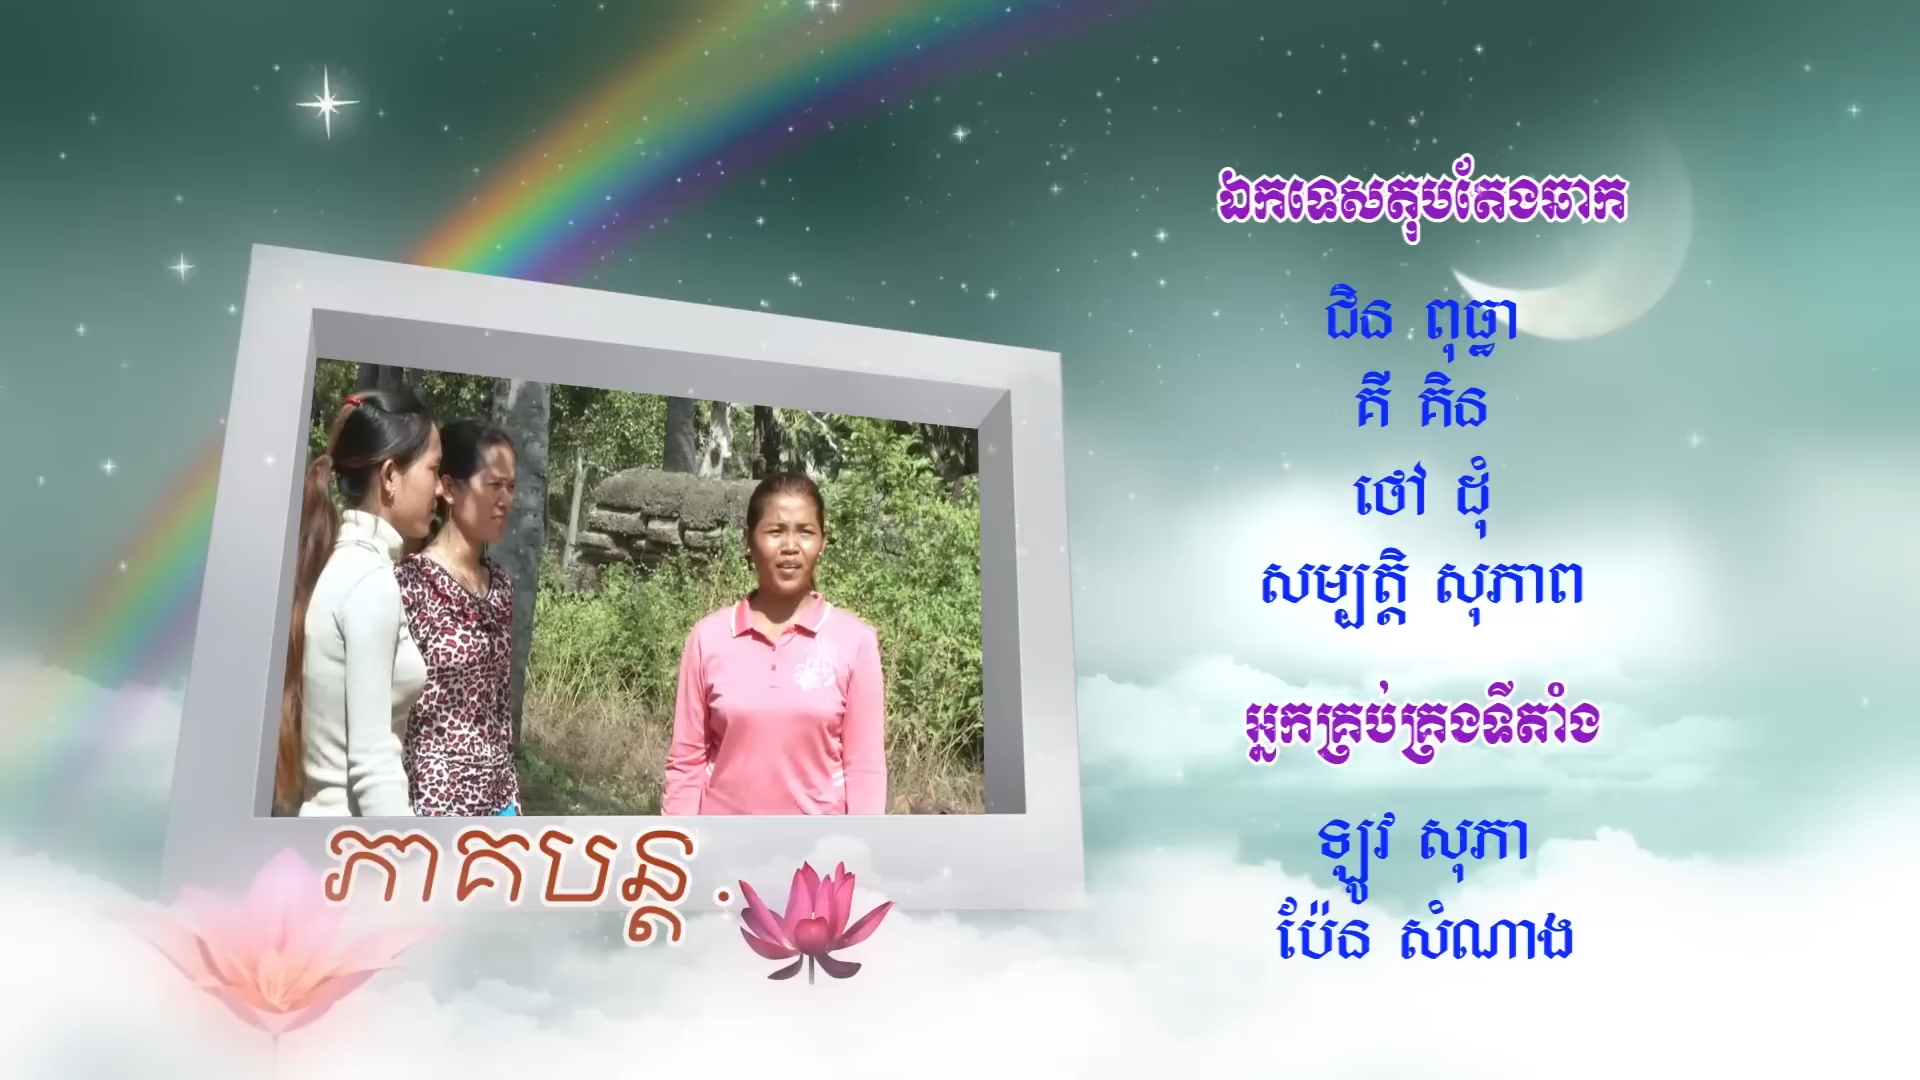 ឯកទេសតុបតែងឆាក
ជិន ពុធ្ធា
គី គិន
ថៅ ដុំ
សម្បត្តិ សុភាព
អ្នកគ្រប់គ្រងទីតាំង
ឡូវ សុភា
ប៉ែន សំណាង
ភាគបន្ត .